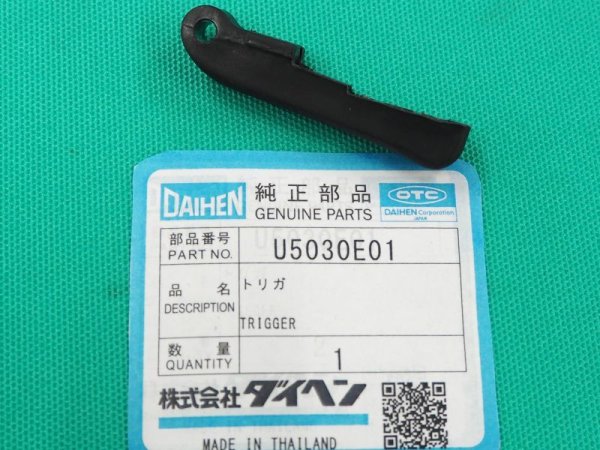 DAIHEN 純正部品 OTC
GENUINE PARTS DAIHEN Corporation
JAPAN
部品番号 U5030E01
PART NO.
品名 トリガ
DESCRIPTION
TRIGGER
数量 1
QUANTITY
株式会社ダイヘン
MADE IN THAILAND